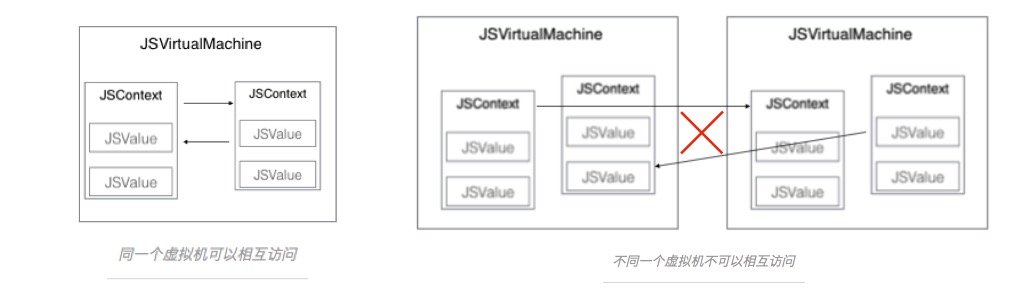 JSVirtualMachine
JSContext
JSValue
JSValue
JSContext
JSValue
JSValue
同一个虚拟机可以相互访问
JSVirtualMachine
JSContext
JSValue
JSValue
JSContext
JSValue
JSValue
JSVirtualMachine
JSContext
JSValue
JSValue
JSContext
JSValue
JSValue
不同一个虚拟机不可以相互访问